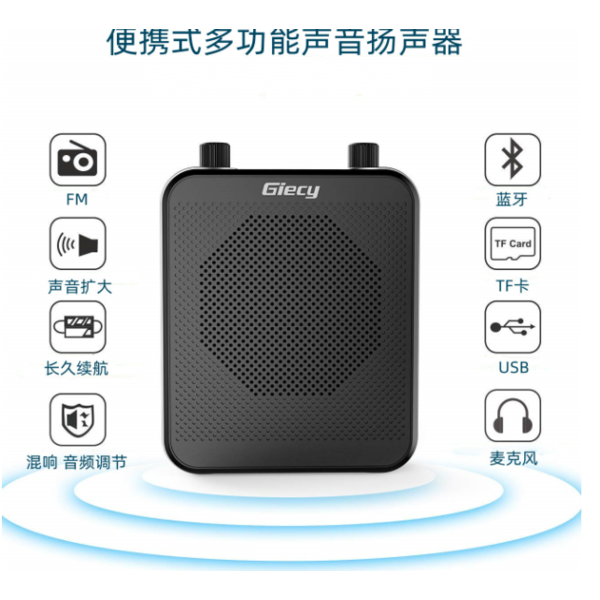 便携式多功能声音扬声器
Giecy
FM
声音扩大
长久续航
混响 音频调节
蓝牙
TF Card
TF卡
USB
麦克风